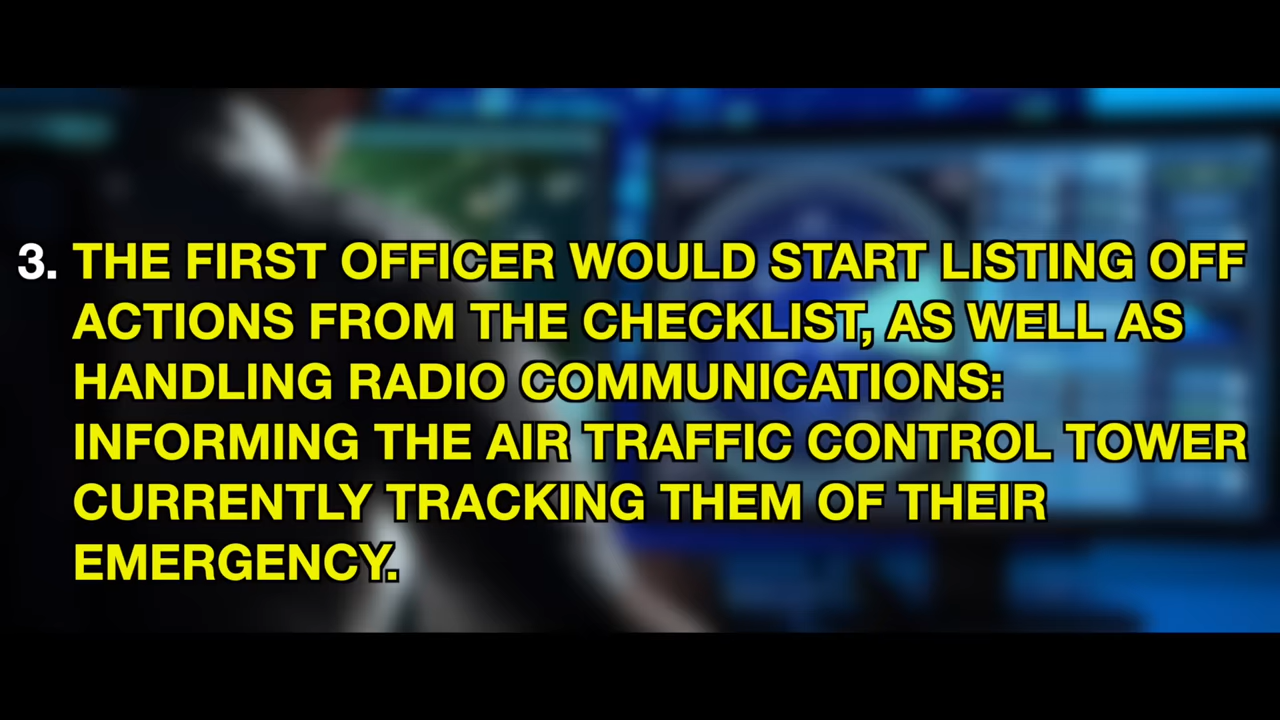 3. THE FIRST OFFICER WOULD START LISTING OFF
ACTIONS FROM THE CHECKLIST, AS WELL AS
HANDLING RADIO COMMUNICATIONS:
INFORMING THE AIR TRAFFIC CONTROL TOWER
CURRENTLY TRACKING THEM OF THEIR
EMERGENCY.